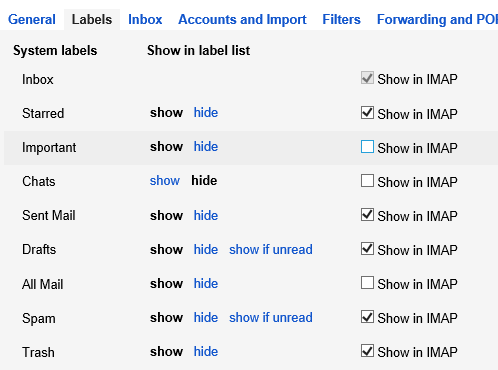 General Labels Inbox Accounts and Import Filters Forwarding and POI
System labels Show in label list
Inbox Show in IMAP
Starred show hide Show in IMAP
Important show hide Show in IMAP
Chats show hide Show in IMAP
Sent Mail show hide Show in IMAP
Drafts show hide show if unread Show in IMAP
All Mail show hide Show in IMAP
Spam show hide show if unread Show in IMAP
Trash show hide Show in IMAP